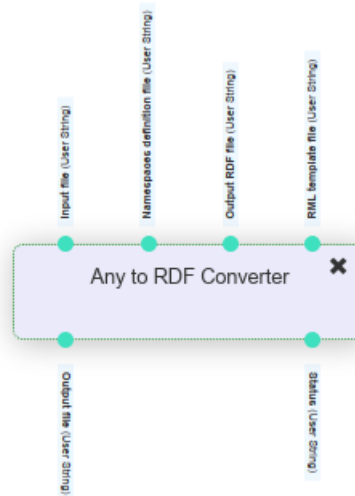 Input file (User String)
Namespaces definition file (User String)
Output RDF file (User String)
RML template file (User String)
Any to RDF Converter
Output file (User String)
Status (User String)